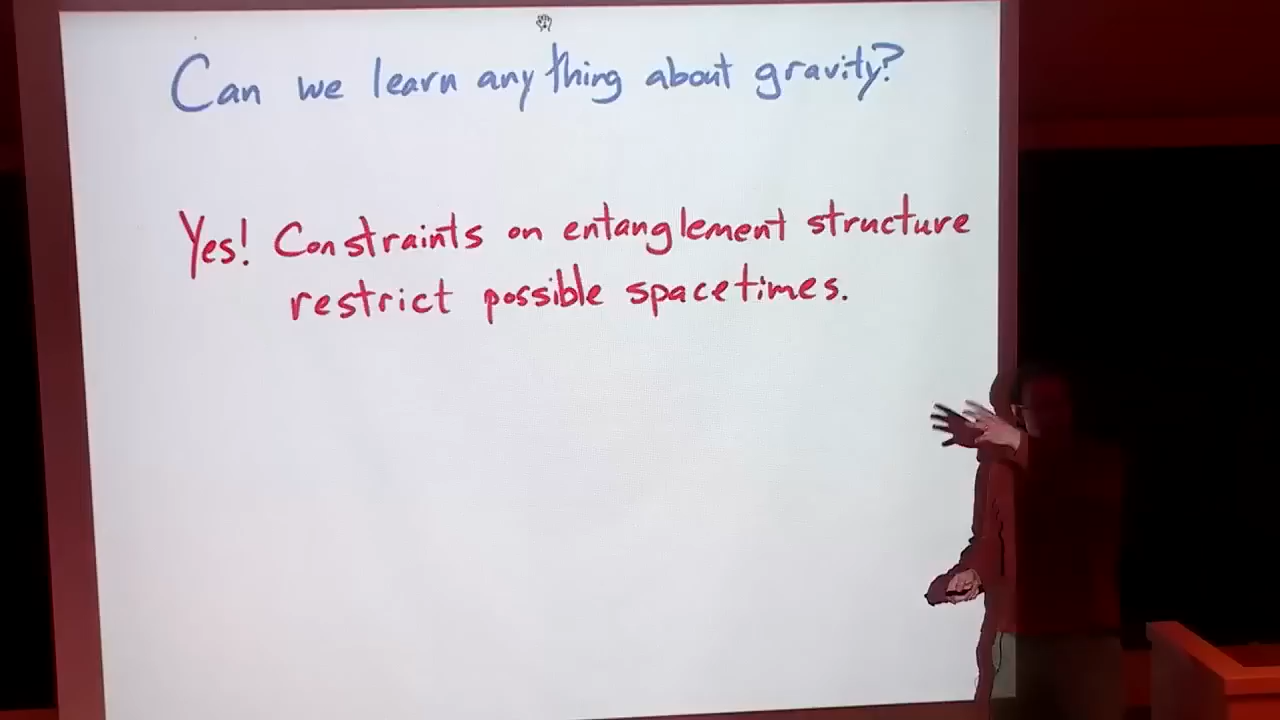 Can we learn anything about gravity?
Yes! Constraints on entanglement structure
restrict possible spacetimes.